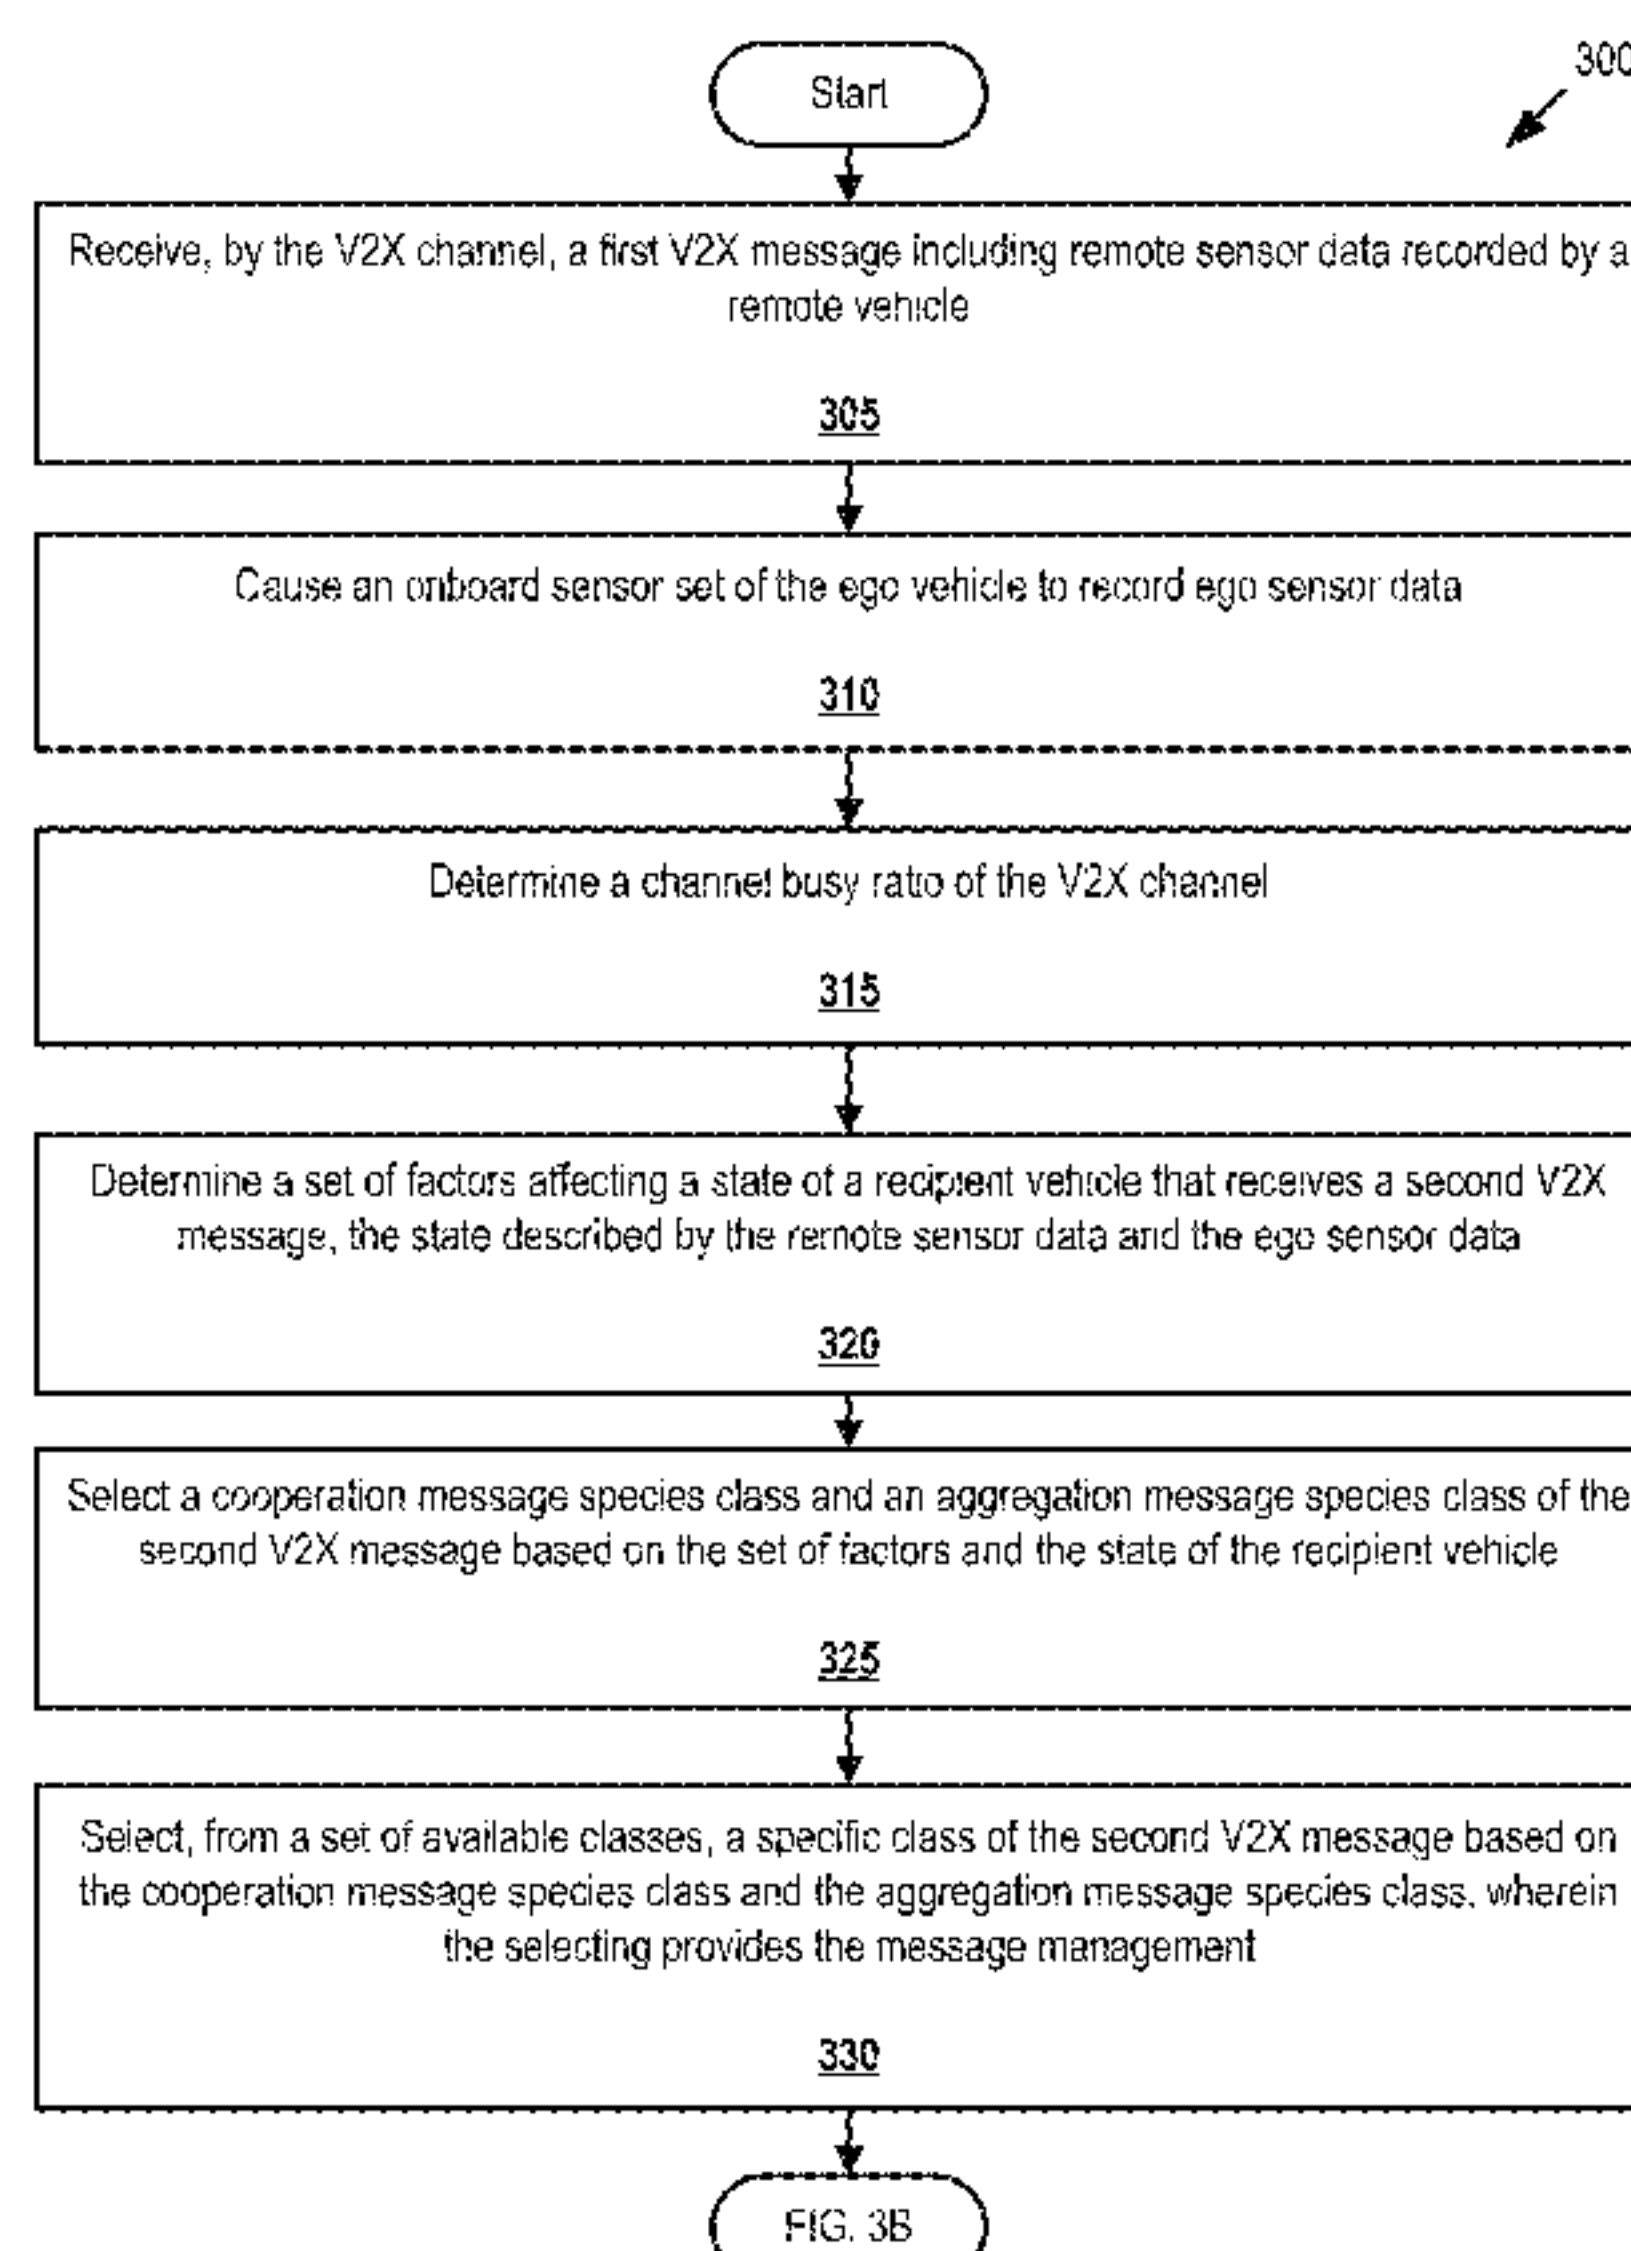 Start
300
Receive, by the V2X channel, a first V2X message including remote sensor data recorded by a
remote vehicle
305
Cause an onboard sensor set of the ego vehicle to record ego sensor data
310
Determine a channel busy ratio of the V2X channel
315
Determine a set of factors affecting a state of a recipient vehicle that receives a second V2X
message, the state described by the remote sensor data and the ego sensor data
320
Select a cooperation message species class and an aggregation message species class of the
second V2X message based on the set of factors and the state of the recipient vehicle
325
Select, from a set of available classes, a specific class of the second V2X message based on
the cooperation message species class and the aggregation message species class, wherein
the selecting provides the message management
330
FIG. 3B